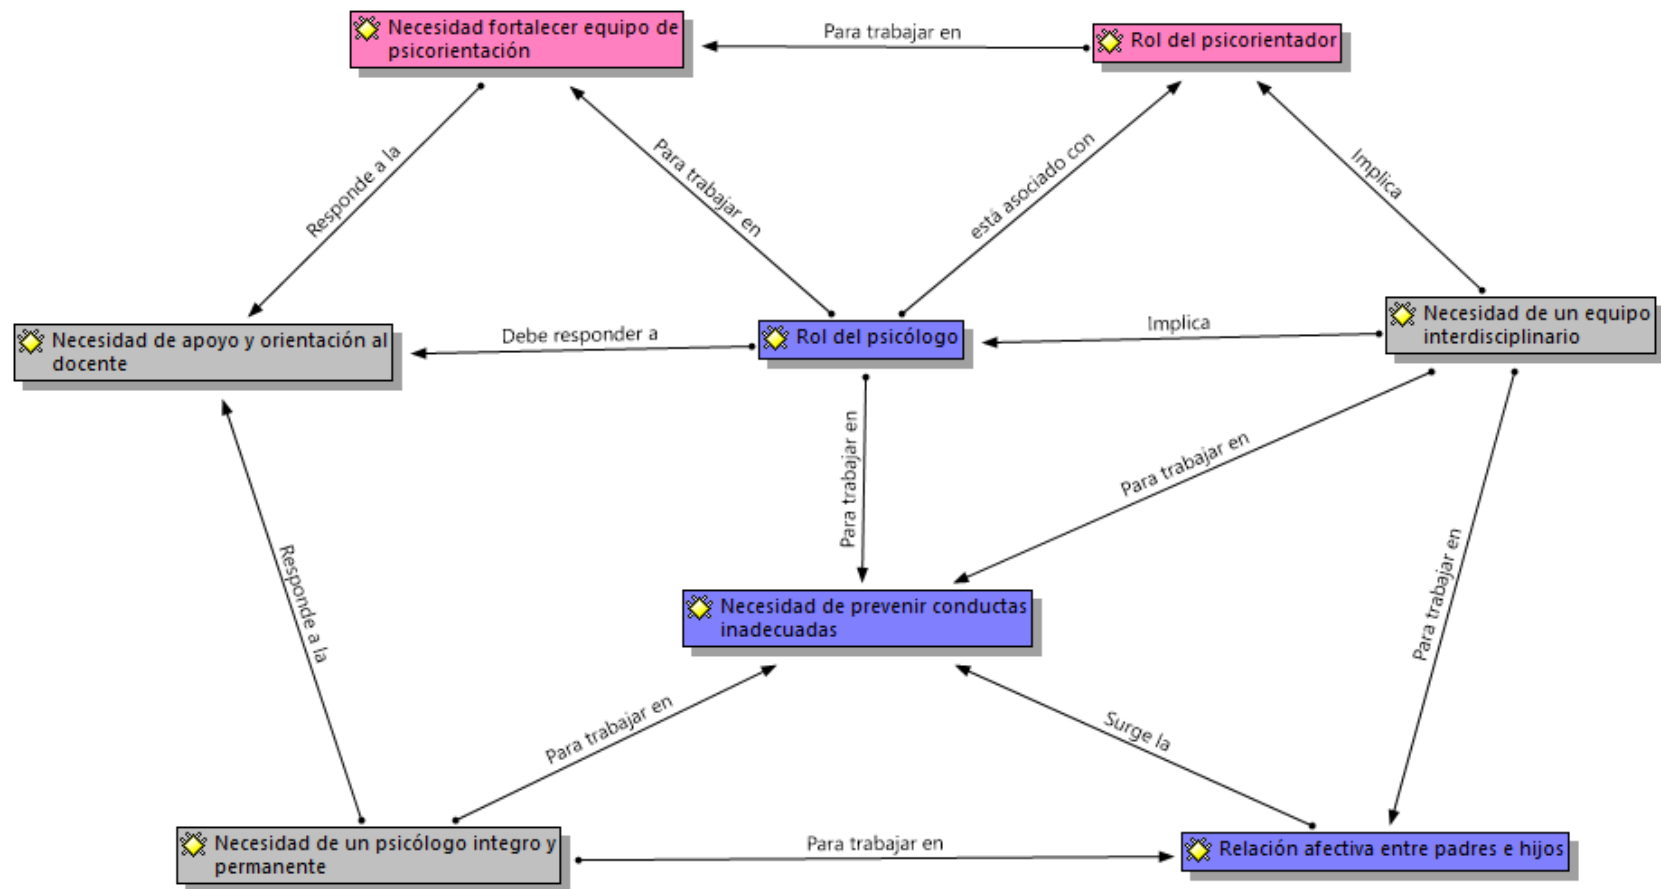 Necesidad fortalecer equipo de
psicorientación
Para trabajar en
Rol del psicorientador
Responde a la
Para trabajar en
está asociado con
Implica
Necesidad de apoyo y orientación al
docente
Debe responder a
Rol del psicólogo
Implica
Necesidad de un equipo
interdisciplinario
Para trabajar en
Para trabajar en
Para trabajar en
Responde a la
Necesidad de prevenir conductas
inadecuadas
Para trabajar en
Surge la
Necesidad de un psicólogo integro y
permanente
Para trabajar en
Relación afectiva entre padres e hijos